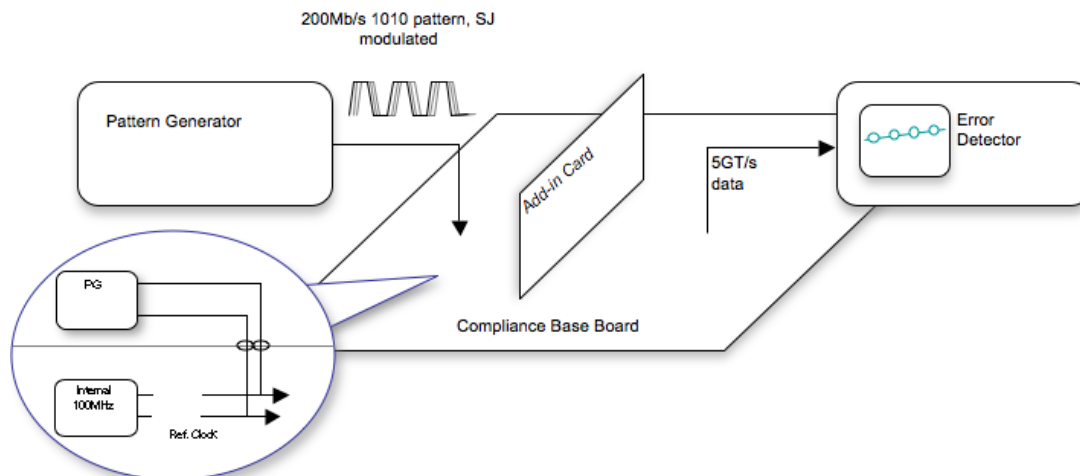 200Mb/s 1010 pattern, SJ
modulated
Pattern Generator
Add-in Card
5GT/s
data
Error
Detector
PG
Compliance Base Board
Internal
100MHz
Ref. Clock